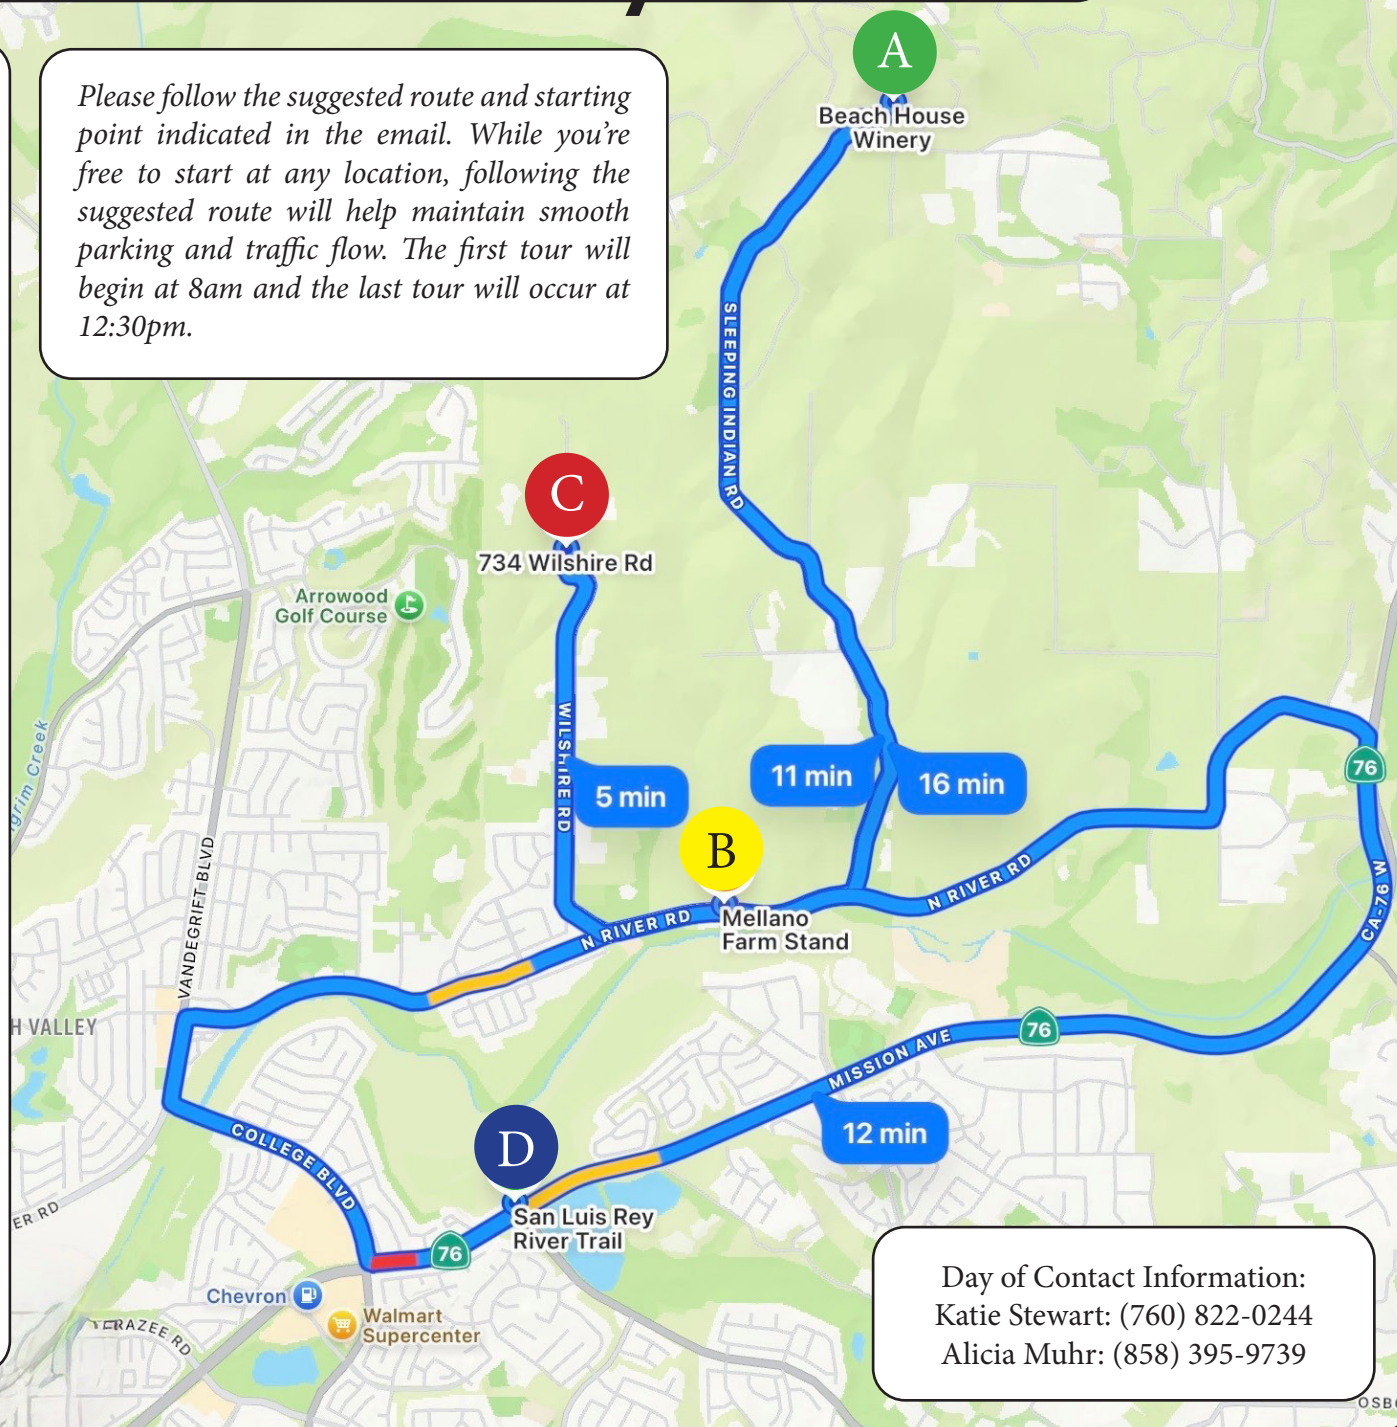 Please follow the suggested route and starting
point indicated in the email. While you're
free to start at any location, following the
suggested route will help maintain smooth
parking and traffic flow. The first tour will
begin at 8am and the last tour will occur at
12:30pm.
A
Beach House
Winery
SLEEPING INDIAN RD
C
734 Wilshire Rd
Arrowood
Golf Course
WILSHIRE RD
5 min
11 min
16 min
76
B
Mellano
Farm Stand
N RIVER RD
N RIVER RD
CA-76 W
VANDEGRIFT BLVD
grim Creek
H VALLEY
76
MISSION AVE
12 min
COLLEGE BLVD
D
San Luis Rey
River Trail
76
ER RD
Chevron
Walmart
Supercenter
ERAZEE RD
Day of Contact Information:
Katie Stewart: (760) 822-0244
Alicia Muhr: (858) 395-9739
OSB